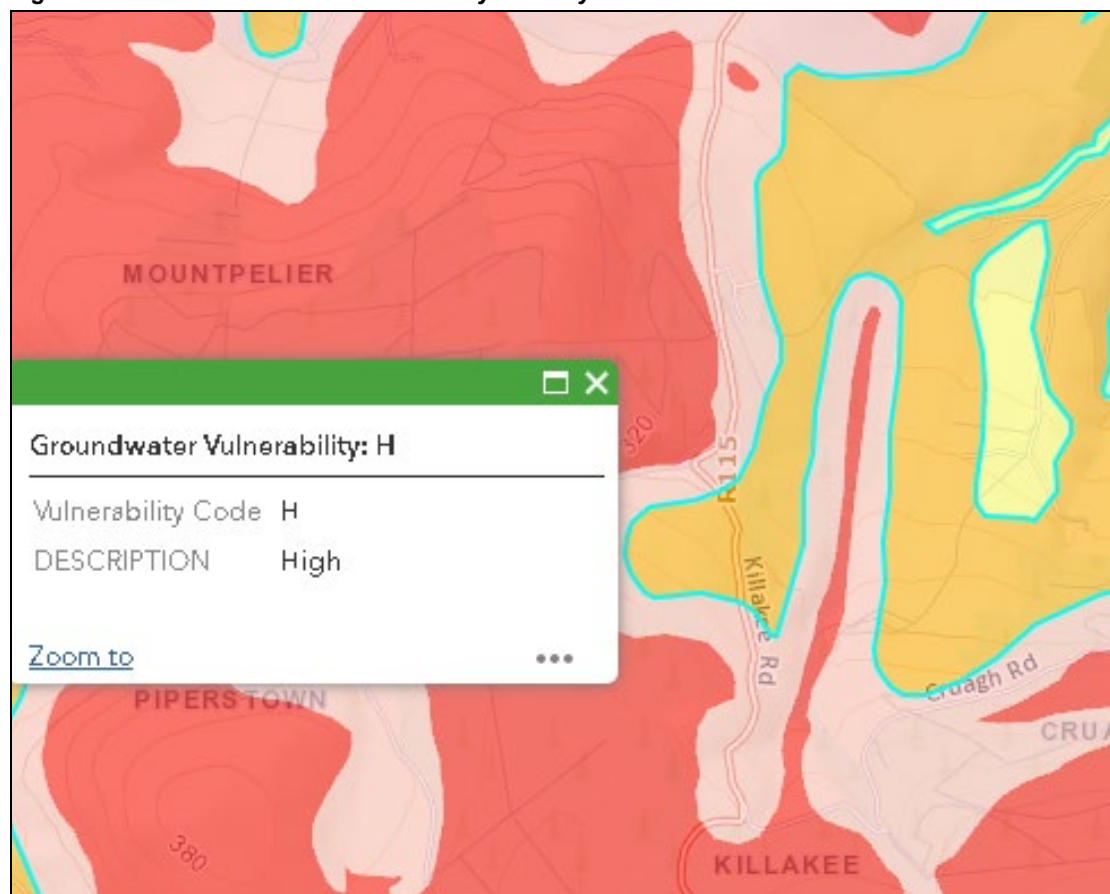 MOUNTPELIER
Groundwater Vulnerability: H
Vulnerability Code H
DESCRIPTION High
Zoom to
320
R115
Killakee Rd
PIPERSTOWN
Cruagh Rd
CRUA
380
KILLAKEE